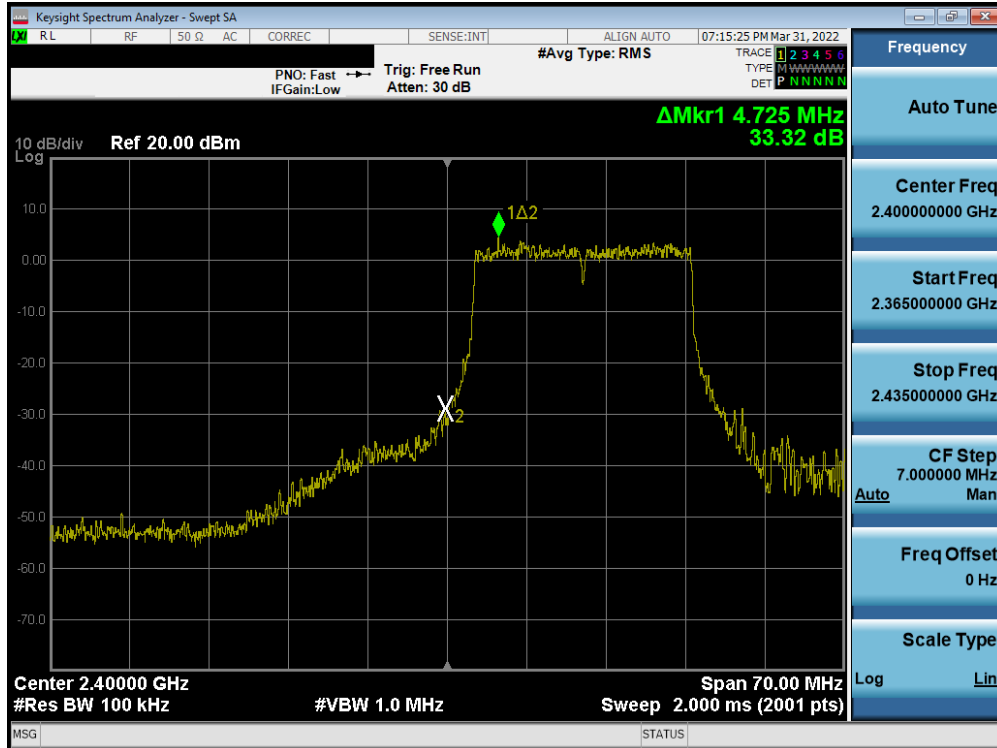 Keysight Spectrum Analyzer - Swept SA
LXI RL RF 50 Ω AC CORREC SENSE:INT ALIGN AUTO 07:15:25 PM Mar 31, 2022
PNO: Fast
IFGain:Low
Trig: Free Run
Atten: 30 dB
#Avg Type: RMS
TRACE 1 2 3 4 5 6
TYPE M WWWWW
DET P N N N N N
ΔMkr1 4.725 MHz
33.32 dB
10 dB/div Ref 20.00 dBm
Log
10.0
0.00
-10.0
-20.0
-30.0
-40.0
-50.0
-60.0
-70.0
1Δ2
X2
Center 2.40000 GHz Span 70.00 MHz
#Res BW 100 kHz #VBW 1.0 MHz Sweep 2.000 ms (2001 pts)
MSG STATUS
Frequency
Auto Tune
Center Freq
2.400000000 GHz
Start Freq
2.365000000 GHz
Stop Freq
2.435000000 GHz
CF Step
7.000000 MHz
Auto Man
Freq Offset
0 Hz
Scale Type
Log Lin